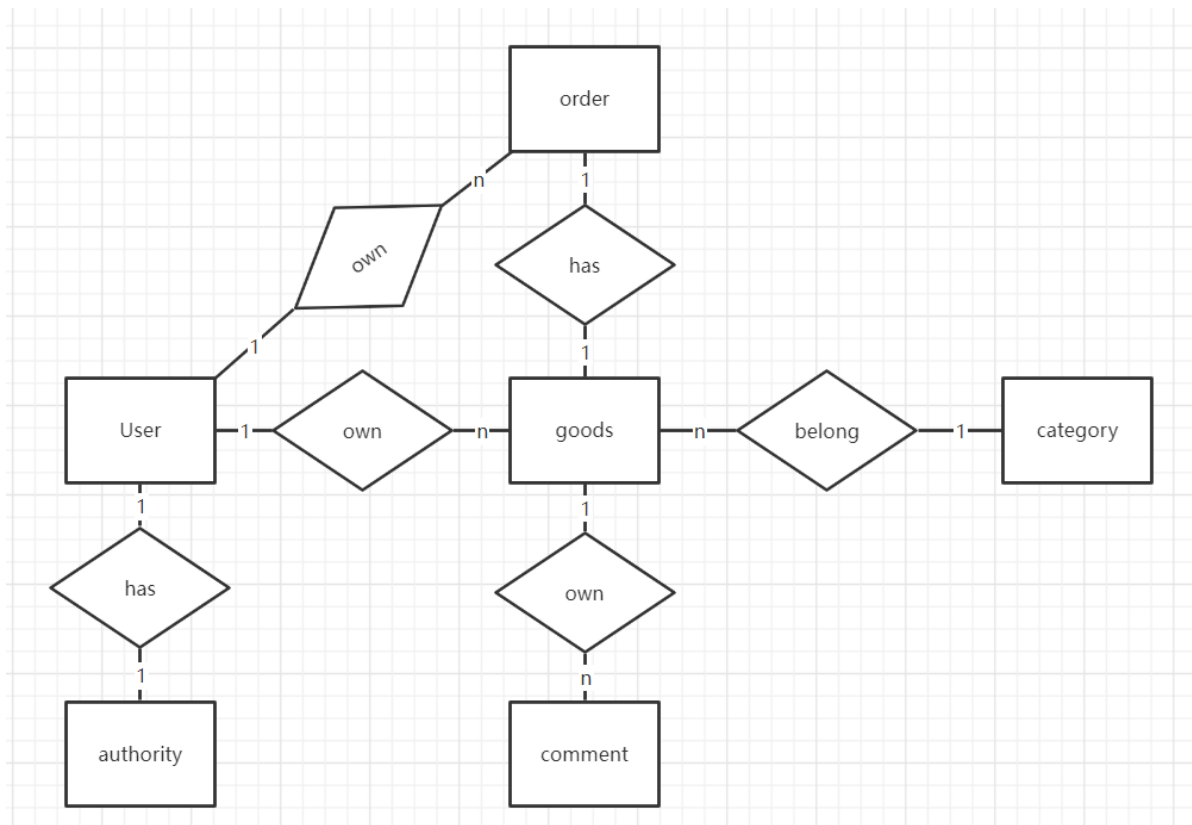 order
n
1
own
has
1
1
User
1
own
n
goods
n
belong
1
category
1
1
has
own
1
n
authority
comment